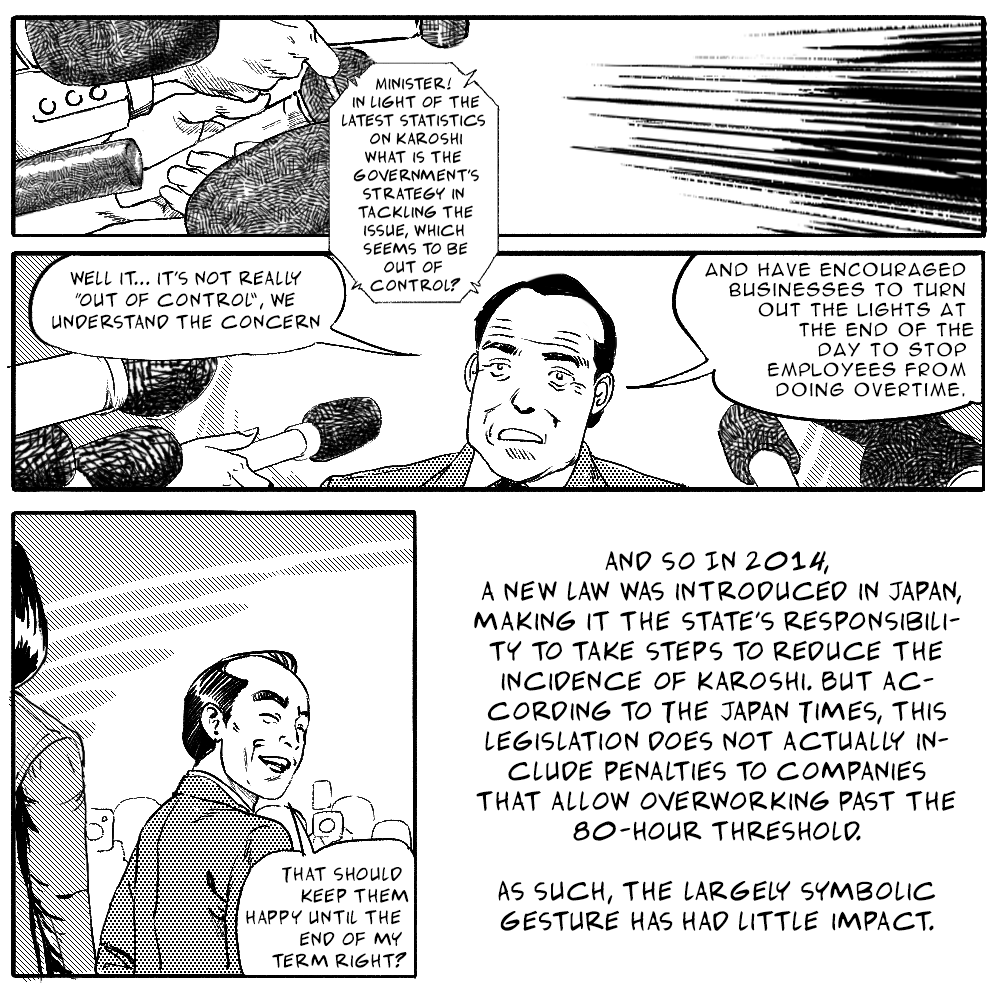 MINISTER!
IN LIGHT OF THE
LATEST STATISTICS
ON KAROSHI
WHAT IS THE
GOVERNMENT'S
STRATEGY IN
TACKLING THE
ISSUE, WHICH
SEEMS TO BE
OUT OF
CONTROL?
WELL IT... IT'S NOT REALLY
"OUT OF CONTROL", WE
UNDERSTAND THE CONCERN
AND HAVE ENCOURAGED
BUSINESSES TO TURN
OUT THE LIGHTS AT
THE END OF THE
DAY TO STOP
EMPLOYEES FROM
DOING OVERTIME.
THAT SHOULD
KEEP THEM
HAPPY UNTIL THE
END OF MY
TERM RIGHT?
AND SO IN 2014,
A NEW LAW WAS INTRODUCED IN JAPAN,
MAKING IT THE STATE'S RESPONSIBILI-
TY TO TAKE STEPS TO REDUCE THE
INCIDENCE OF KAROSHI. BUT AC-
CORDING TO THE JAPAN TIMES, THIS
LEGISLATION DOES NOT ACTUALLY IN-
CLUDE PENALTIES TO COMPANIES
THAT ALLOW OVERWORKING PAST THE
80-HOUR THRESHOLD.
AS SUCH, THE LARGELY SYMBOLIC
GESTURE HAS HAD LITTLE IMPACT.